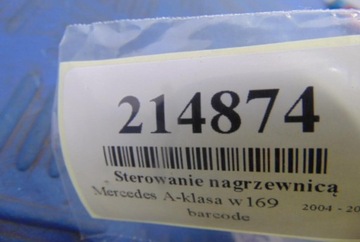 214874
Sterowanie nagrzewnicą
Mercedes A-klasa w169 2004 - 20
barcode